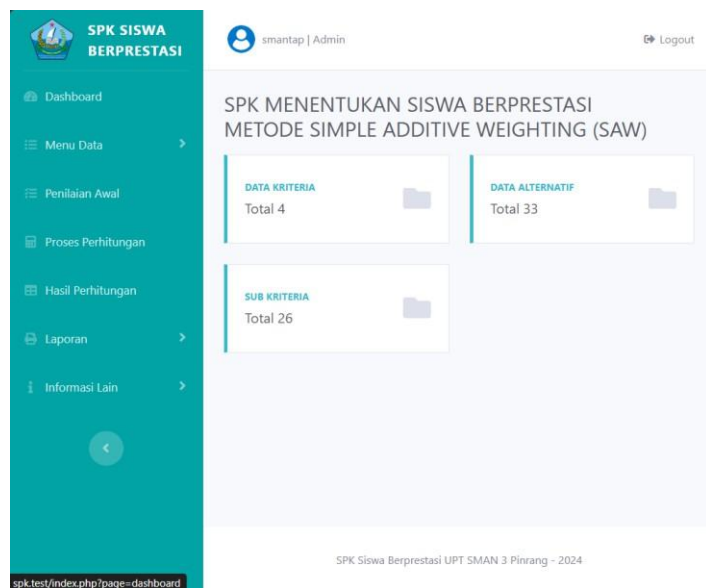 SPK SISWA
BERPRESTASI
smantap | Admin
Logout
Dashboard
Menu Data
Penilaian Awal
Proses Perhitungan
Hasil Perhitungan
Laporan
Informasi Lain
SPK MENENTUKAN SISWA BERPRESTASI
METODE SIMPLE ADDITIVE WEIGHTING (SAW)
DATA KRITERIA
Total 4
DATA ALTERNATIF
Total 33
SUB KRITERIA
Total 26
SPK Siswa Berprestasi UPT SMAN 3 Pinrang - 2024
spk.test/index.php?page=dashboard